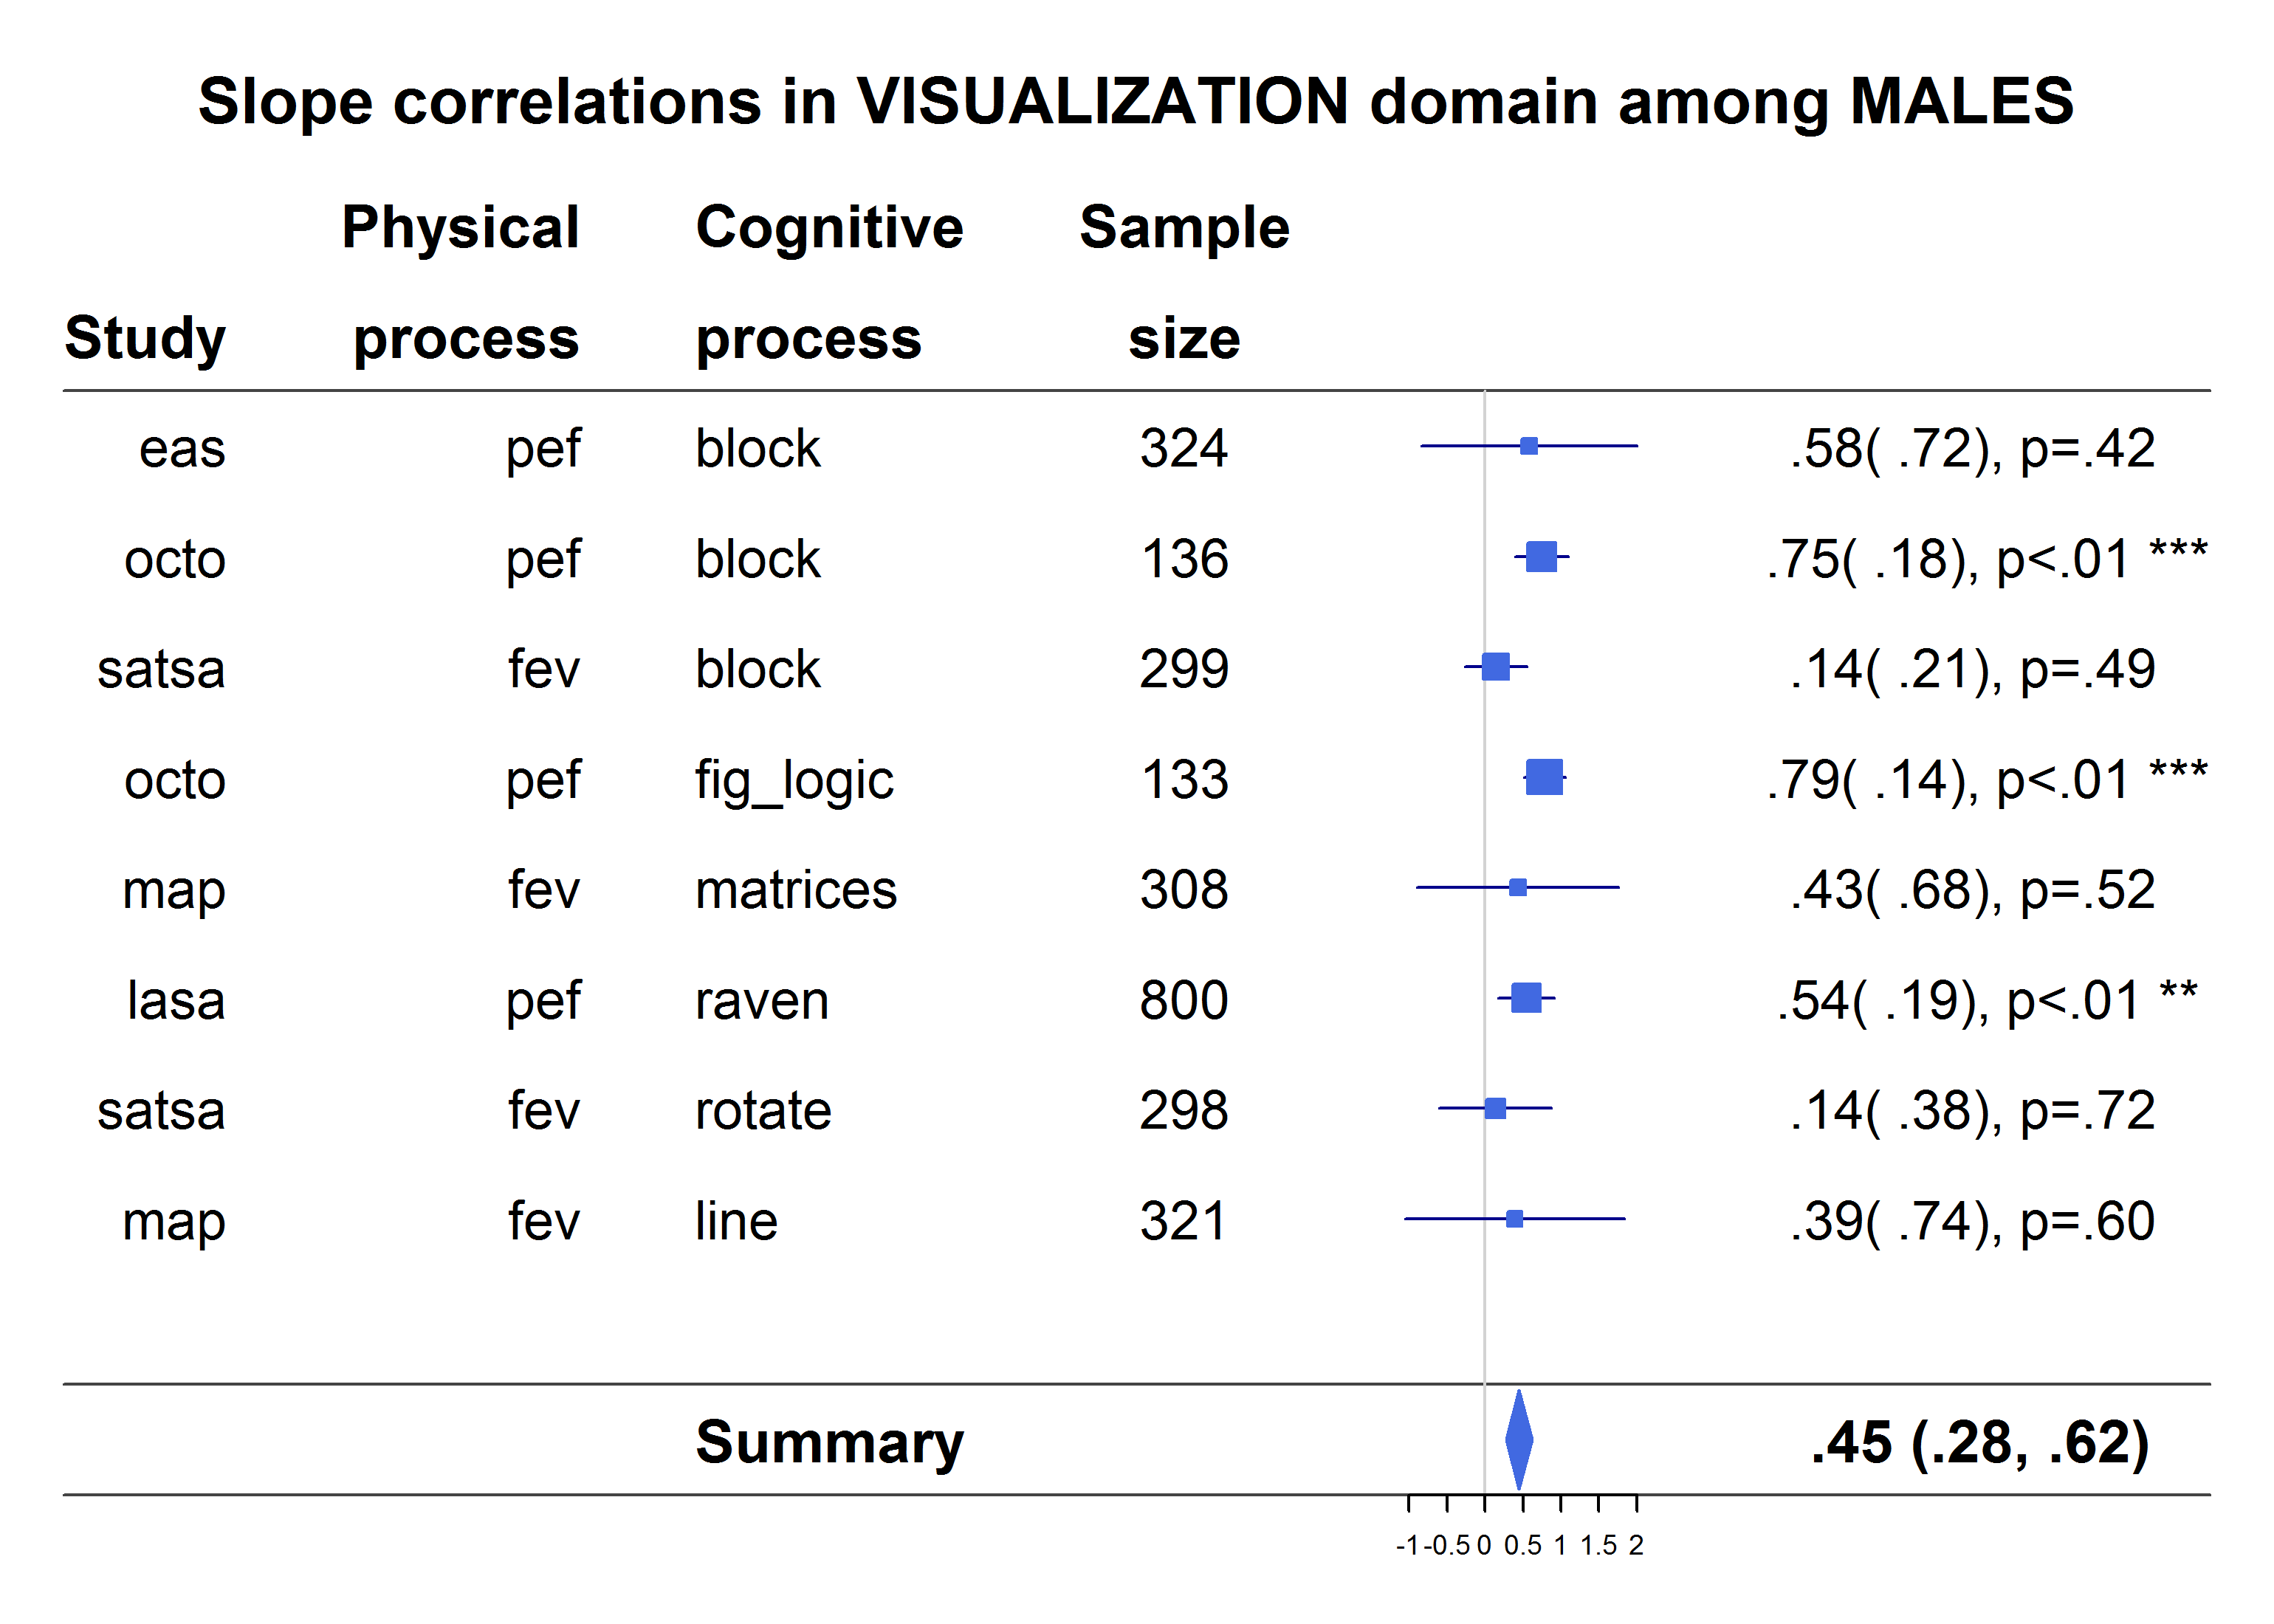 Slope correlations in VISUALIZATION domain among MALES
Physical Cognitive Sample
Study process process size
eas pef block 324 .58( .72), p=.42
octo pef block 136 .75( .18), p<.01 ***
satsa fev block 299 .14( .21), p=.49
octo pef fig_logic 133 .79( .14), p<.01 ***
map fev matrices 308 .43( .68), p=.52
lasa pef raven 800 .54( .19), p<.01 **
satsa fev rotate 298 .14( .38), p=.72
map fev line 321 .39( .74), p=.60
Summary .45 (.28, .62)
-1 -0.5 0 0.5 1 1.5 2